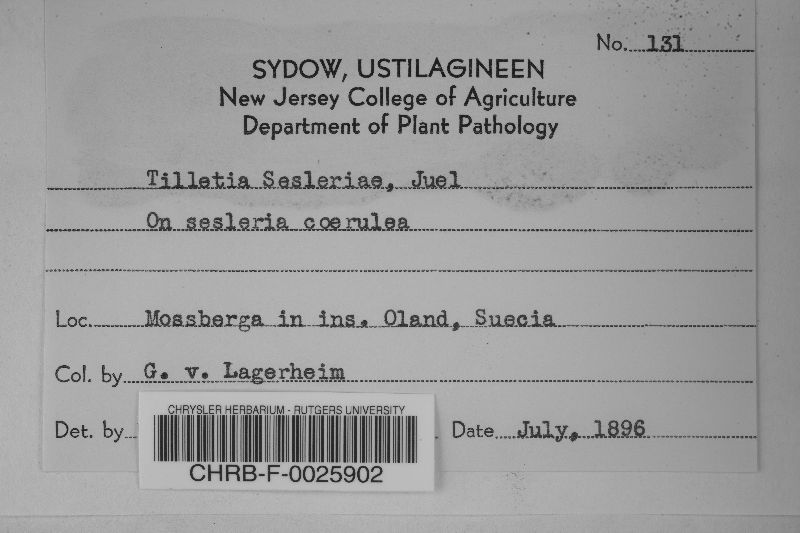 No. 131
SYDOW, USTILAGINEEN
New Jersey College of Agriculture
Department of Plant Pathology
Tilletia Sesleriae, Juel
On sesleria coerulea
Loc. Mossberga in ins. Oland, Suecia
Col. by G. v. Lagerheim
Det. by
Date July, 1896
CHRYSLER HERBARIUM - RUTGERS UNIVERSITY
CHRB-F-0025902